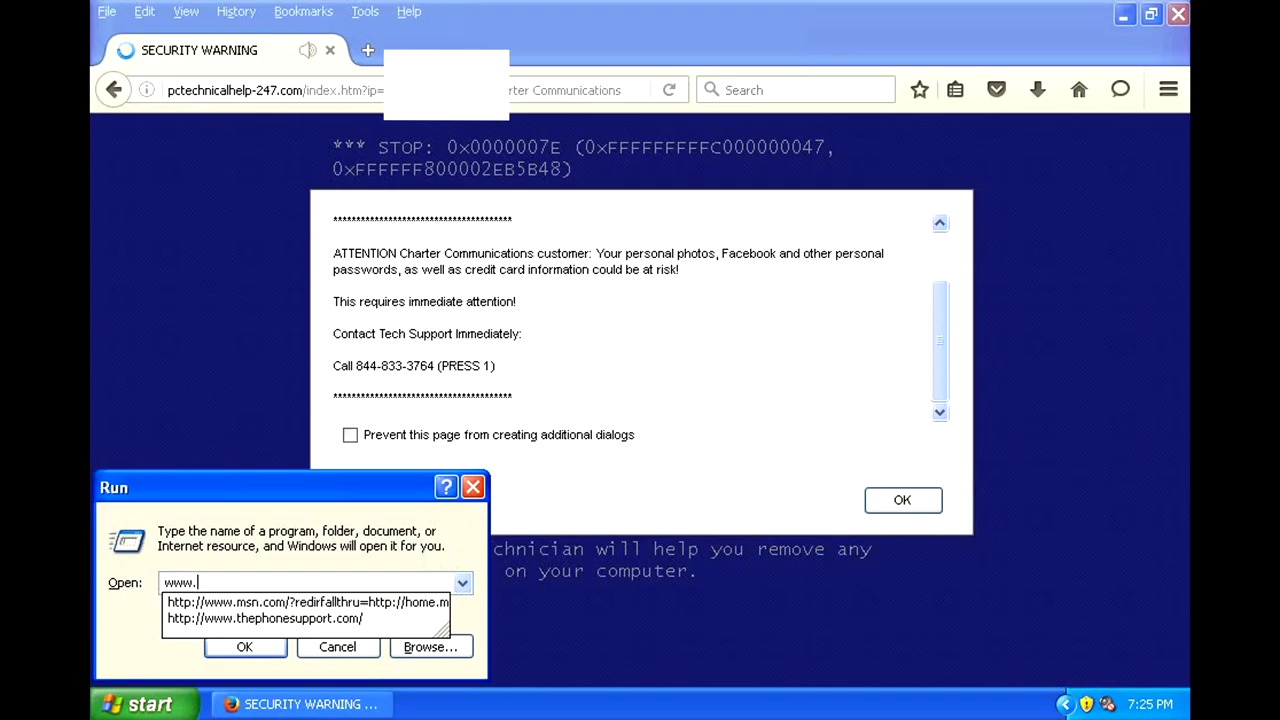 File Edit View History Bookmarks Tools Help
SECURITY WARNING
pctechnicalhelp-247.com/index.htm?ip= rter Communications
Search
*** STOP: 0x0000007E (0xFFFFFFFFFC000000047,
0xFFFFFF800002EB5B48)
***************************************
ATTENTION Charter Communications customer: Your personal photos, Facebook and other personal
passwords, as well as credit card information could be at risk!
This requires immediate attention!
Contact Tech Support Immediately:
Call 844-833-3764 (PRESS 1)
***************************************
Prevent this page from creating additional dialogs
OK
chnician will help you remove any
on your computer.
Run
Type the name of a program, folder, document, or
Internet resource, and Windows will open it for you.
Open: www.
http://www.msn.com/?redirfallthru=http://home.m
http://www.thephonesupport.com/
OK Cancel Browse...
start SECURITY WARNING ... 7:25 PM